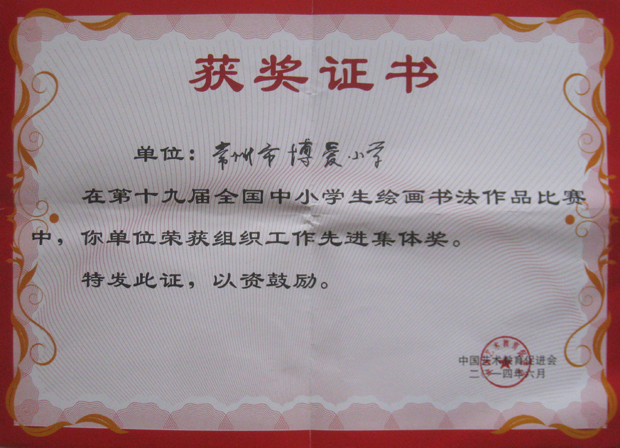 获奖证书
单位：常州市博爱小学
在第十九届全国中小学生绘画书法作品比赛
中，你单位荣获组织工作先进集体奖。
特发此证，以资鼓励。
中国艺术教育促进会
二〇一四年六月